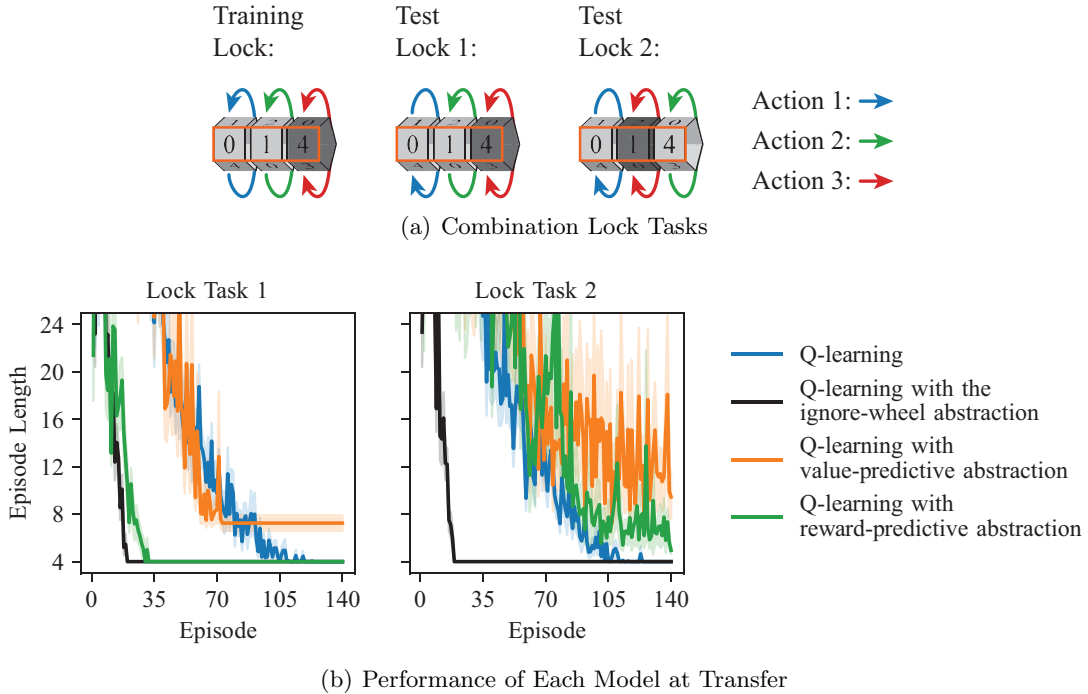 Training
Lock:
Test
Lock 1:
Test
Lock 2:
0 1 4
0 1 4
0 1 4
Action 1:
Action 2:
Action 3:
(a) Combination Lock Tasks
Lock Task 1
Lock Task 2
Episode Length
24
20
16
12
8
4
0 35 70 105 140
0 35 70 105 140
Episode
Episode
Q-learning
Q-learning with the
ignore-wheel abstraction
Q-learning with
value-predictive abstraction
Q-learning with
reward-predictive abstraction
(b) Performance of Each Model at Transfer